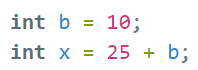 int b = 10;
int x = 25 + b;